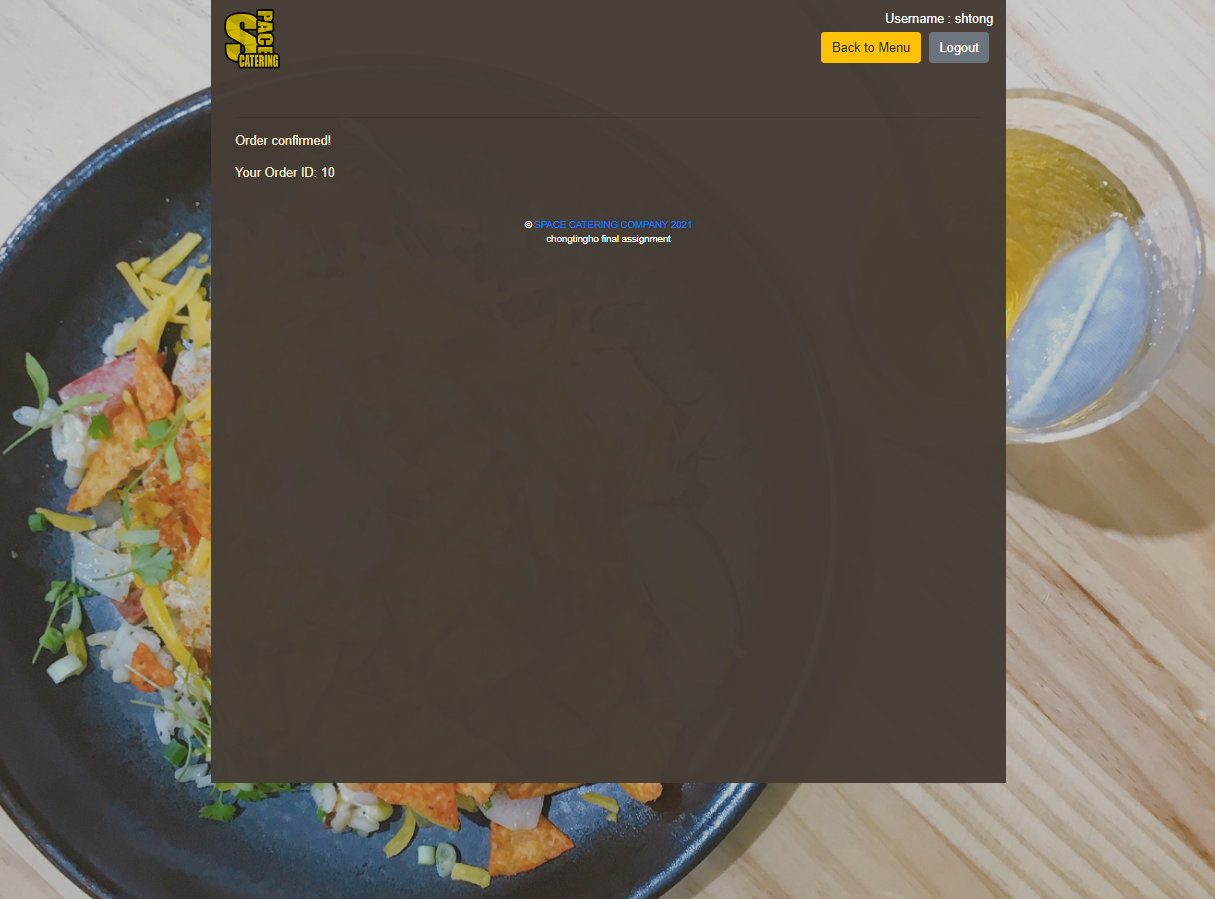 SPACE
CATERING
Username : shtong
Back to Menu
Logout
Order confirmed!
Your Order ID: 10
© SPACE CATERING COMPANY 2021
chongtingho final assignment